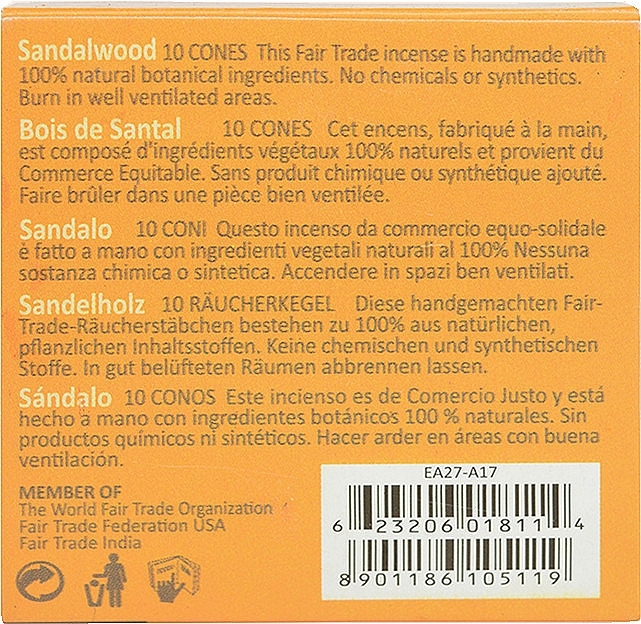 Sandalwood 10 CONES This Fair Trade incense is handmade with
100% natural botanical ingredients. No chemicals or synthetics.
Burn in well ventilated areas.
Bois de Santal 10 CONES Cet encens, fabriqué à la main,
est composé d'ingrédients végétaux 100% naturels et provient du
Commerce Equitable. Sans produit chimique ou synthétique ajouté.
Faire brûler dans une pièce bien ventilée.
Sandalo 10 CONI Questo incenso da commercio equo-solidale
è fatto a mano con ingredienti vegetali naturali al 100% Nessuna
sostanza chimica o sintetica. Accendere in spazi ben ventilati.
Sandelholz 10 RÄUCHERKEGEL Diese handgemachten Fair-
Trade-Räucherstäbchen bestehen zu 100% aus natürlichen,
pflanzlichen Inhaltsstoffen. Keine chemischen und synthetischen
Stoffe. In gut belüfteten Räumen abbrennen lassen.
Sándalo 10 CONOS Este incienso es de Comercio Justo y está
hecho a mano con ingredientes botánicos 100 % naturales. Sin
productos químicos ni sintéticos. Hacer arder en áreas con buena
ventilación.
MEMBER OF
The World Fair Trade Organization
Fair Trade Federation USA
Fair Trade India
EA27-A17
6 23206 01811 4
8 901186 105119